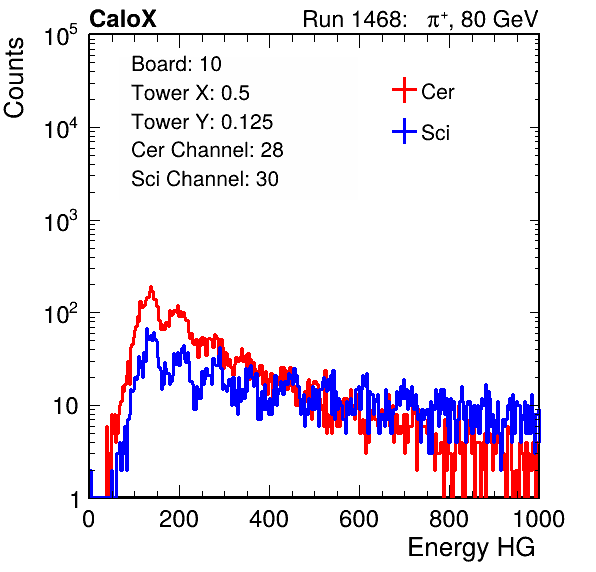 CaloX Run 1468: π⁺, 80 GeV
Counts
10⁵
10⁴
10³
10²
10
1
Board: 10
Tower X: 0.5
Tower Y: 0.125
Cer Channel: 28
Sci Channel: 30
Cer
Sci
0 200 400 600 800 1000
Energy HG